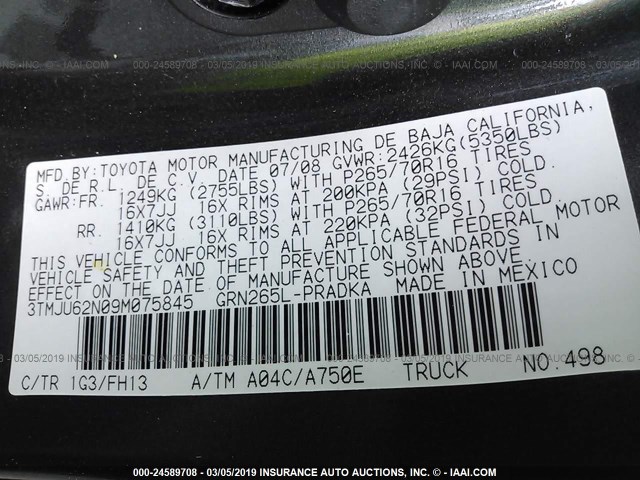 000-24589708 - 03/05/2019 INSURANCE AUTO AUCTIONS, INC. © - IAAI.COM
MFD.BY:TOYOTA MOTOR MANUFACTURING DE BAJA CALIFORNIA,
S. DE R.L. DE C.V. DATE 07/08 GVWR:2426KG(5350LBS)
GAWR:FR. 1249KG (2755LBS) WITH P265/70R16 TIRES
16X7JJ 16X RIMS AT 200KPA (29PSI) COLD.
RR. 1410KG (3110LBS) WITH P265/70R16 TIRES
16X7JJ 16X RIMS AT 220KPA (32PSI) COLD.
THIS VEHICLE CONFORMS TO ALL APPLICABLE FEDERAL MOTOR
VEHICLE SAFETY AND THEFT PREVENTION STANDARDS IN
EFFECT ON THE DATE OF MANUFACTURE SHOWN ABOVE.
3TMJU62N09M075845 GRN265L-PRADKA MADE IN MEXICO
C/TR 1G3/FH13 A/TM A04C/A750E TRUCK NO.498
000-24589708 - 03/05/2019 INSURANCE AUTO AUCTIONS, INC. © - IAAI.COM